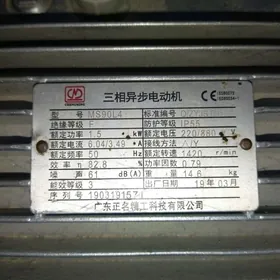 三相异步电动机
CE
型 号 MS90L4 标准编号
绝缘等级 F 防护等级 IP55
额定功率 1.5 kW 额定电压 220/380 V
额定电流 6.04/3.49 A 接线方法 △/Y
额定频率 50 Hz 额定转速 1420 r/min
效 率 η 82.8 % 功率因数 0.79
噪 声 61 dB(A) 重 量 14.6 kg
能效等级 3 出厂日期 19年03月
序 列 号 190319157
广东正名精工科技有限公司